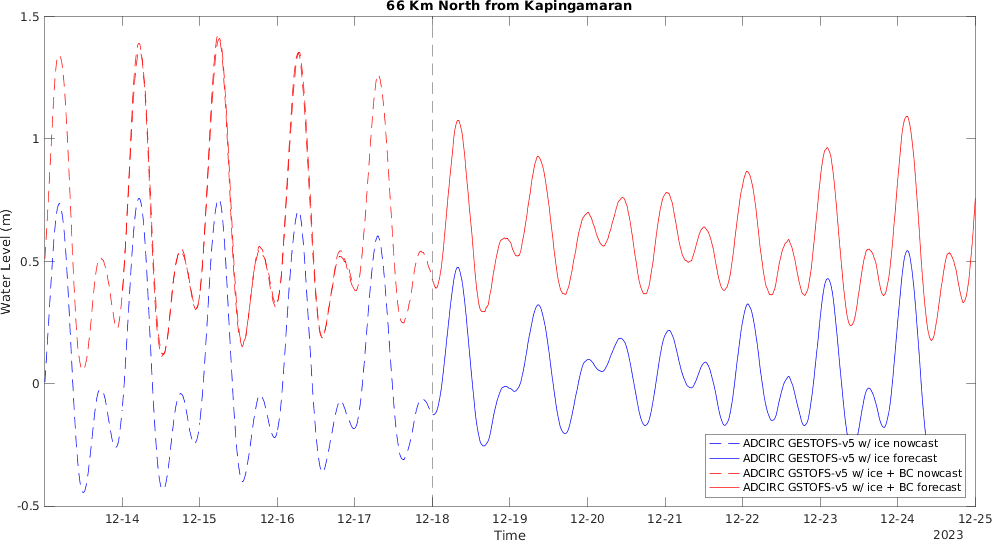 66 Km North from Kapingamaran
1.5
1
0.5
0
-0.5
Water Level (m)
ADCIRC GESTOFS-v5 w/ ice nowcast
ADCIRC GESTOFS-v5 w/ ice forecast
ADCIRC GSTOFS-v5 w/ ice + BC nowcast
ADCIRC GSTOFS-v5 w/ ice + BC forecast
12-14 12-15 12-16 12-17 12-18 12-19 12-20 12-21 12-22 12-23 12-24 12-25
Time
2023